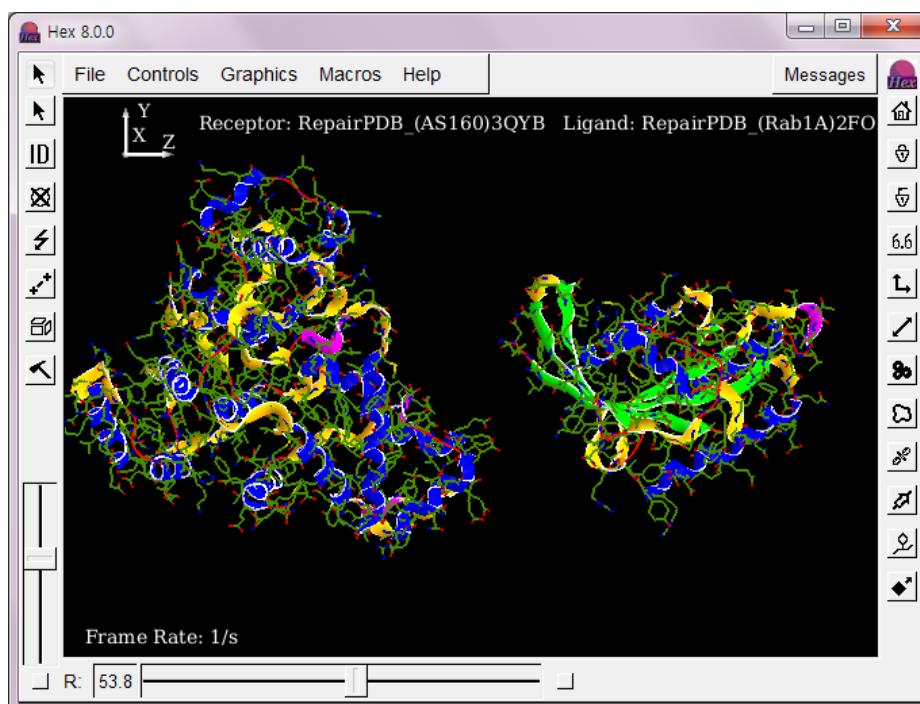 Hex 8.0.0
File Controls Graphics Macros Help Messages
Hex
Y
X Z
Receptor: RepairPDB_(AS160)3QYB Ligand: RepairPDB_(Rab1A)2FO
ID
6.6
Frame Rate: 1/s
R: 53.8